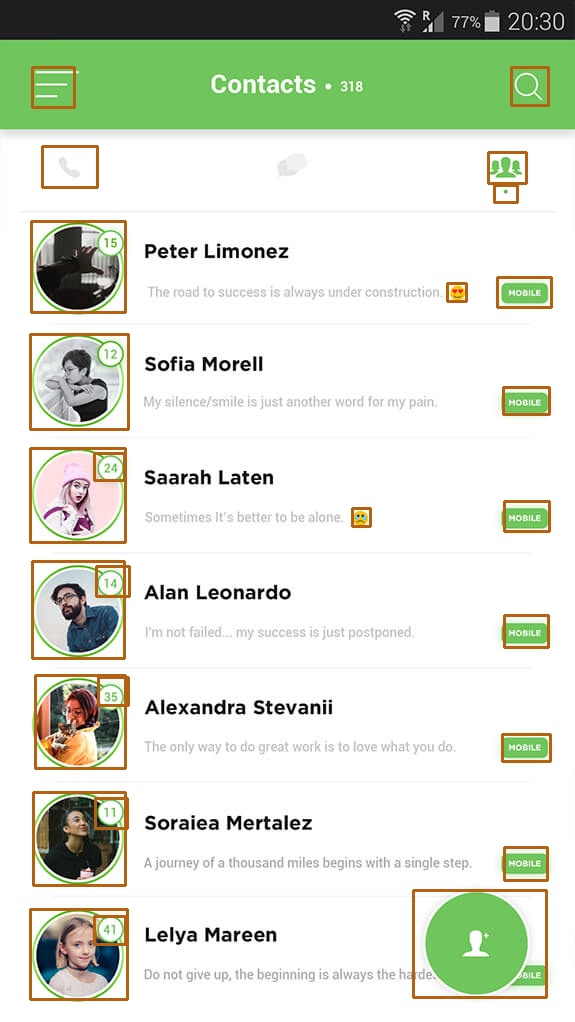 R 77% 20:30
Contacts • 318
15
Peter Limonez
The road to success is always under construction. 😍 MOBILE
12
Sofia Morell
My silence/smile is just another word for my pain. MOBILE
24
Saarah Laten
Sometimes It's better to be alone. 😢 MOBILE
14
Alan Leonardo
I'm not failed... my success is just postponed. MOBILE
35
Alexandra Stevanii
The only way to do great work is to love what you do. MOBILE
11
Soraiea Mertalez
A journey of a thousand miles begins with a single step. MOBILE
41
Lelya Mareen
Do not give up, the beginning is always the